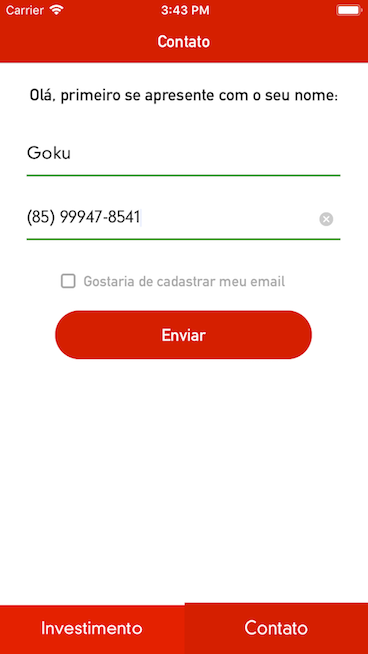 Carrier 3:43 PM
Contato
Olá, primeiro se apresente com o seu nome:
Goku
(85) 99947-8541
Gostaria de cadastrar meu email
Enviar
Investimento Contato